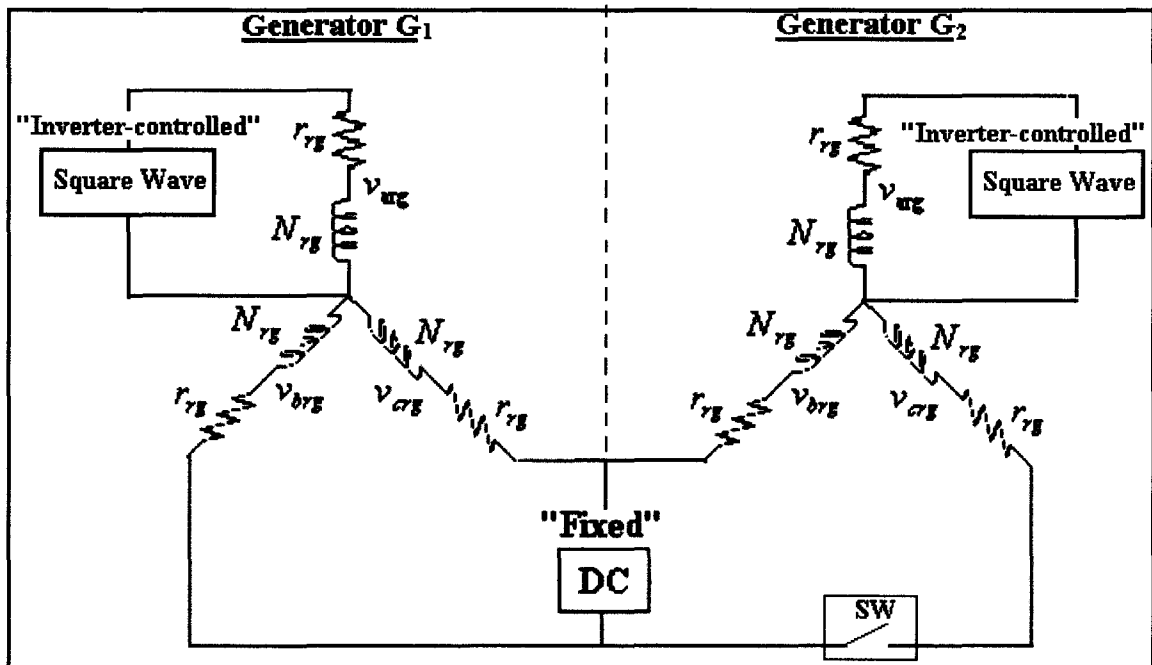 Generator G1
Generator G2
"Inverter-controlled"
Square Wave
r_rg
v_arg
N_rg
N_rg
v_brg
r_rg
N_rg
v_crg
r_rg
"Inverter-controlled"
Square Wave
r_rg
v_arg
N_rg
N_rg
v_brg
r_rg
N_rg
v_crg
r_rg
"Fixed"
DC
SW